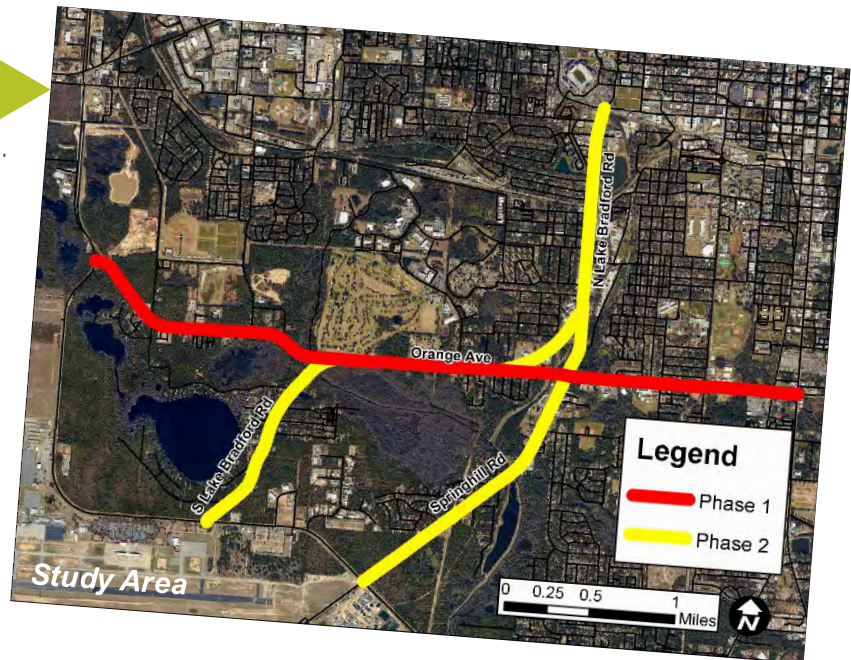 N Lake Bradford Rd
Orange Ave
S Lake Bradford Rd
Springhill Rd
Legend
Phase 1
Phase 2
Study Area
0 0.25 0.5 1
Miles
N